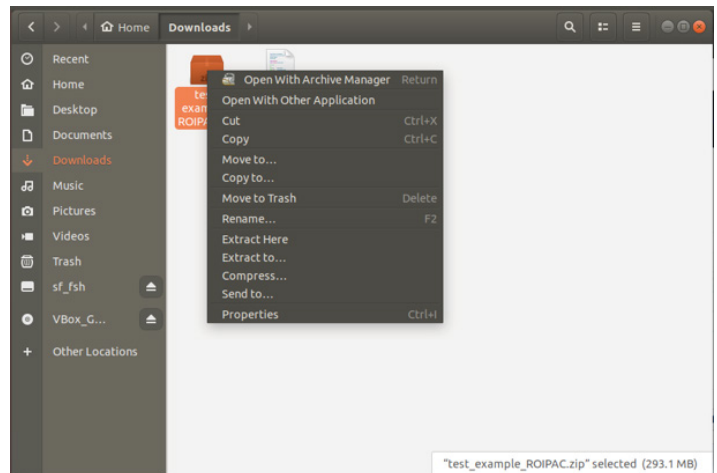 Home Downloads
Recent
Home
Desktop
Documents
Downloads
Music
Pictures
Videos
Trash
sf_fsh
VBox_G...
Other Locations
Open With Archive Manager Return
Open With Other Application
Cut Ctrl+X
Copy Ctrl+C
Move to...
Copy to...
Move to Trash Delete
Rename... F2
Extract Here
Extract to...
Compress...
Send to...
Properties Ctrl+I
"test_example_ROIPAC.zip" selected (293.1 MB)